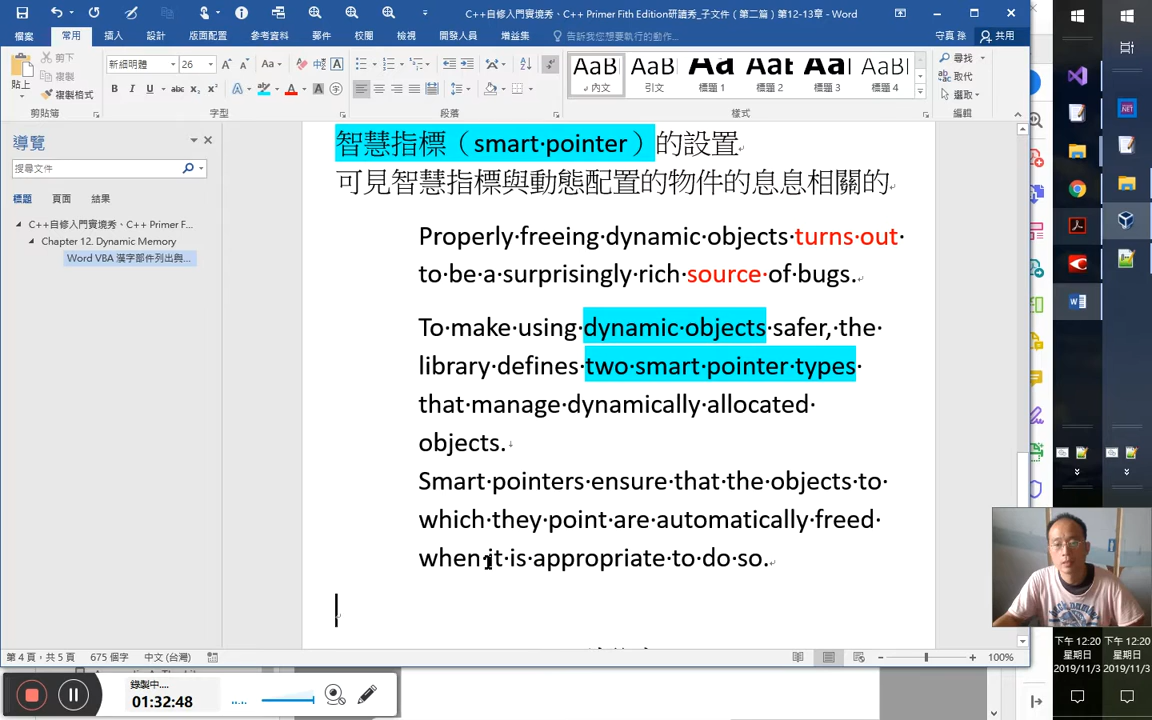 C++自修入門實境秀、C++ Primer Fith Edition研讀秀_子文件（第二篇）第12-13章 - Word
檔案 常用 插入 設計 版面配置 參考資料 郵件 校閱 檢視 開發人員 增益集 告訴我您想要執行的動作... 守真 孫 共用
貼上 剪下 複製 複製格式
新細明體 26
AaB AaBb AaB AaB AaB AaBb
內文 引文 標題 1 標題 2 標題 3 標題 4
尋找 取代 選取
剪貼簿 字型 段落 樣式 編輯
導覽
搜尋文件
標題 頁面 結果
C++自修入門實境秀、C++ Primer F...
Chapter 12. Dynamic Memory
Word VBA 漢字部件列出與...
智慧指標（smart·pointer）的設置
可見智慧指標與動態配置的物件的息息相關的
Properly·freeing·dynamic·objects·turns·out·
to·be·a·surprisingly·rich·source·of·bugs.
To·make·using·dynamic·objects·safer,·the·
library·defines·two·smart·pointer·types·
that·manage·dynamically·allocated·
objects.
Smart·pointers·ensure·that·the·objects·to·
which·they·point·are·automatically·freed·
when·it·is·appropriate·to·do·so.
第 4 頁，共 5 頁 675 個字 中文 (台灣) 100%
錄製中....
01:32:48
下午 12:20 下午 12:20
星期日 星期日
2019/11/3 2019/11/3